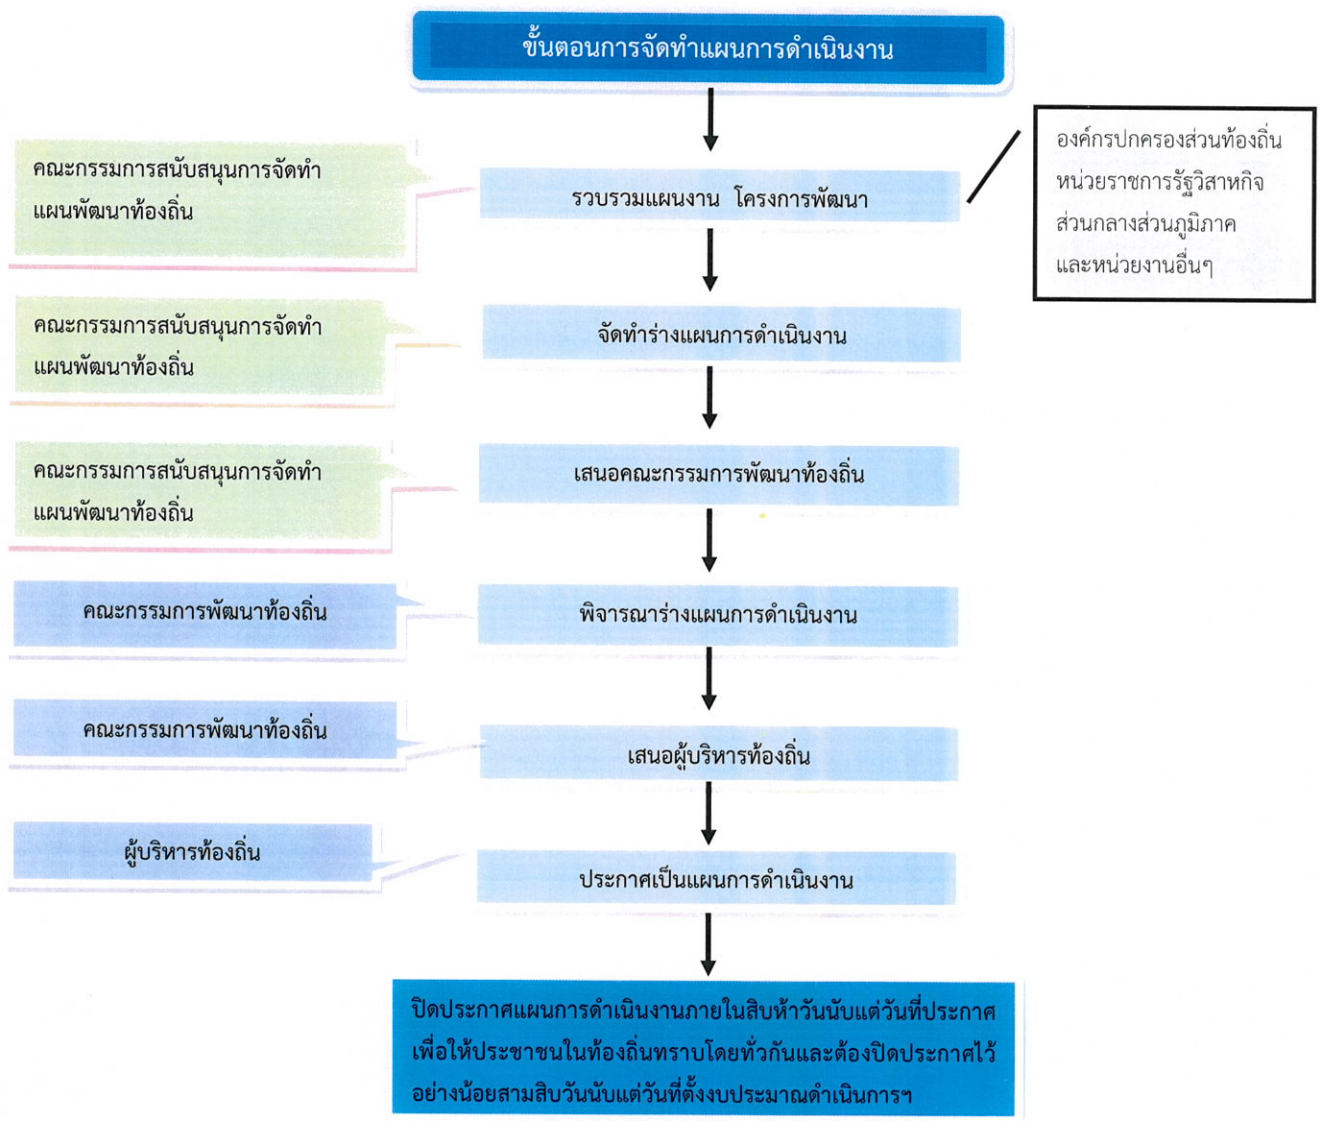 ขั้นตอนการจัดทำแผนการดำเนินงาน
คณะกรรมการสนับสนุนการจัดทำ
แผนพัฒนาท้องถิ่น
รวบรวมแผนงาน โครงการพัฒนา
องค์กรปกครองส่วนท้องถิ่น
หน่วยราชการรัฐวิสาหกิจ
ส่วนกลางส่วนภูมิภาค
และหน่วยงานอื่นๆ
คณะกรรมการสนับสนุนการจัดทำ
แผนพัฒนาท้องถิ่น
จัดทำร่างแผนการดำเนินงาน
คณะกรรมการสนับสนุนการจัดทำ
แผนพัฒนาท้องถิ่น
เสนอคณะกรรมการพัฒนาท้องถิ่น
คณะกรรมการพัฒนาท้องถิ่น
พิจารณาร่างแผนการดำเนินงาน
คณะกรรมการพัฒนาท้องถิ่น
เสนอผู้บริหารท้องถิ่น
ผู้บริหารท้องถิ่น
ประกาศเป็นแผนการดำเนินงาน
ปิดประกาศแผนการดำเนินงานภายในสิบห้าวันนับแต่วันที่ประกาศ
เพื่อให้ประชาชนในท้องถิ่นทราบโดยทั่วกันและต้องปิดประกาศไว้
อย่างน้อยสามสิบวันนับแต่วันที่ตั้งงบประมาณดำเนินการฯ